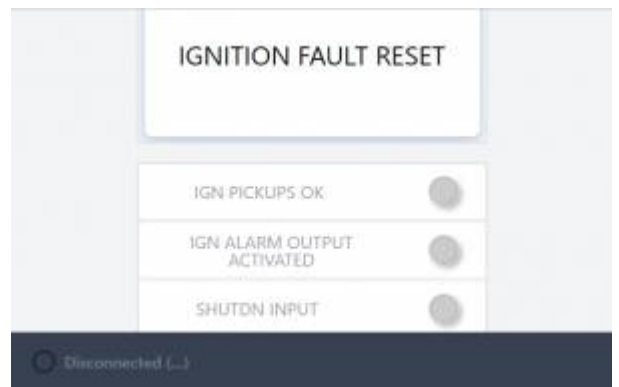 IGNITION FAULT RESET
IGN PICKUPS OK
IGN ALARM OUTPUT
ACTIVATED
SHUTDN INPUT
Disconnected (...)